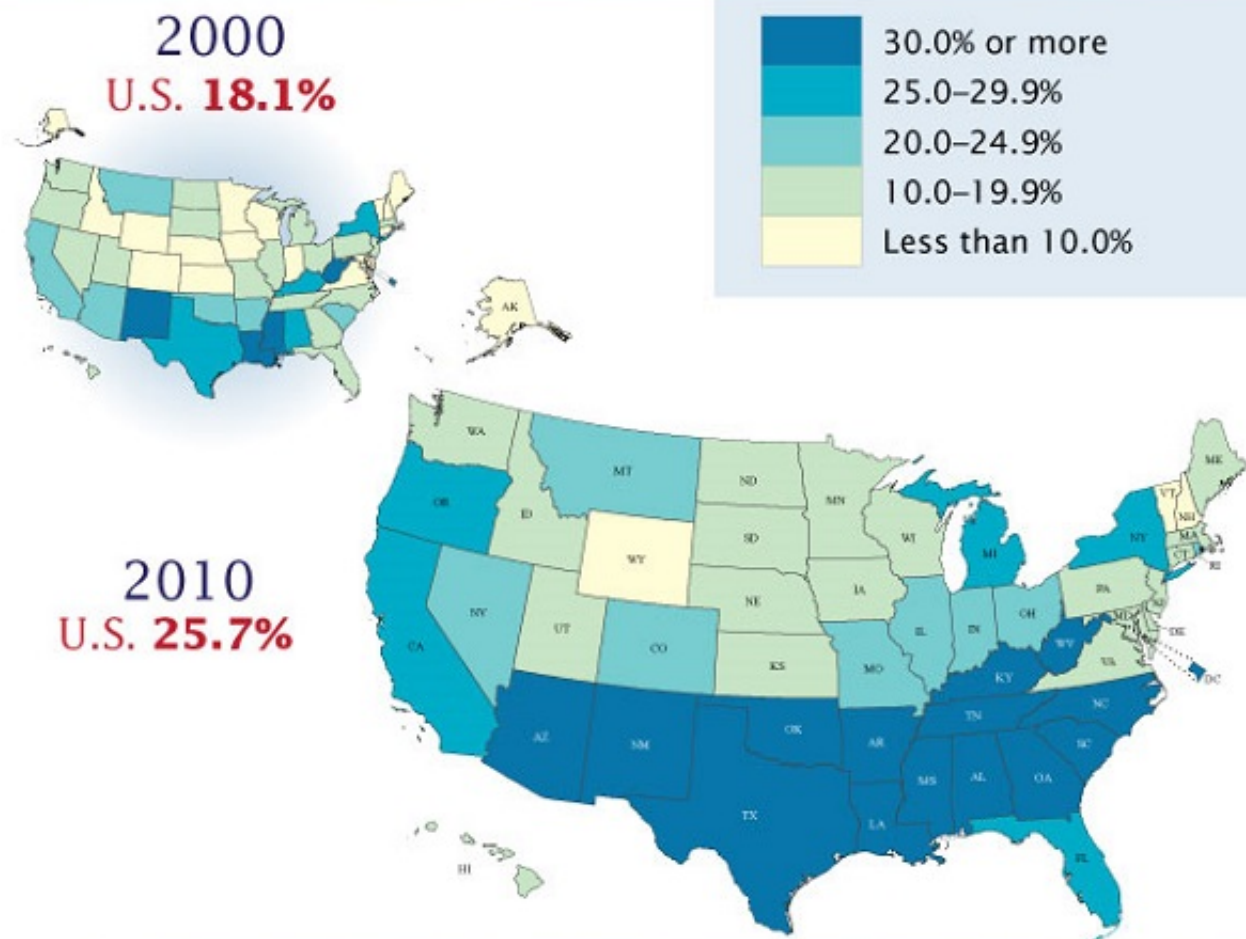 2000
U.S. 18.1%
30.0% or more
25.0–29.9%
20.0–24.9%
10.0–19.9%
Less than 10.0%
2010
U.S. 25.7%
AK
WA
MT
ND
MN
ME
VT
NH
OR
ID
SD
WI
MI
NY
MA
CT
RI
WY
NE
IA
PA
NJ
NV
UT
CO
IL
IN
OH
MD
DE
CA
KS
MO
WV
VA
DC
KY
AZ
NM
OK
AR
TN
NC
SC
TX
LA
MS
AL
GA
FL
HI